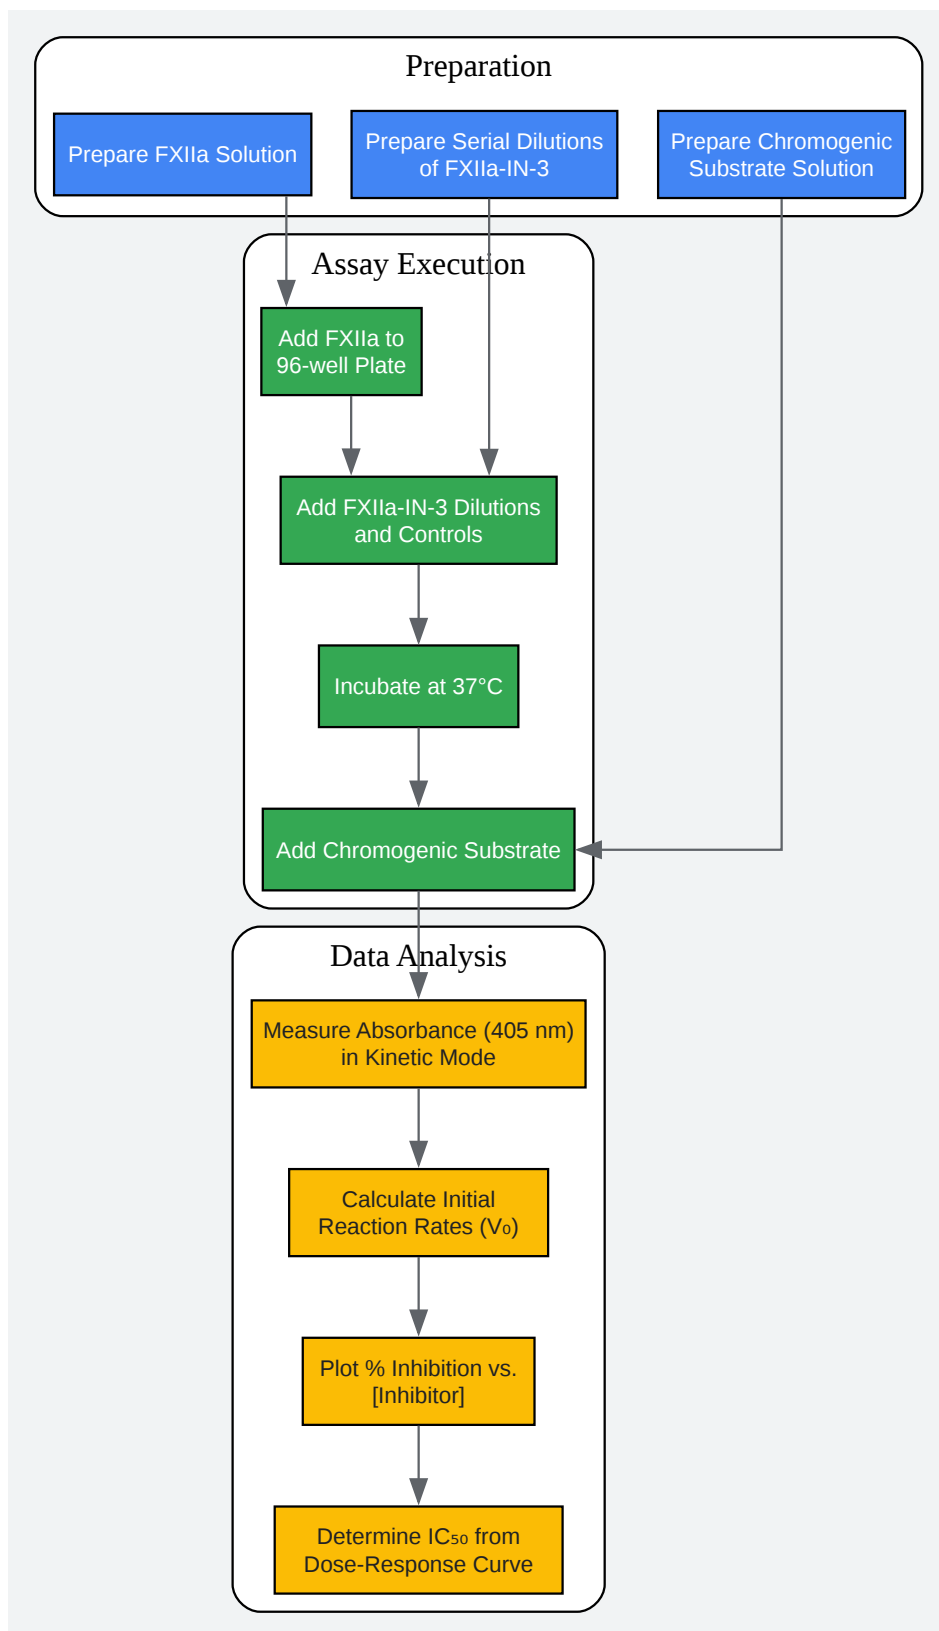 Preparation
Prepare FXIIa Solution
Prepare Serial Dilutions
of FXIIa-IN-3
Prepare Chromogenic
Substrate Solution
Assay Execution
Add FXIIa to
96-well Plate
Add FXIIa-IN-3 Dilutions
and Controls
Incubate at 37°C
Add Chromogenic Substrate
Data Analysis
Measure Absorbance (405 nm)
in Kinetic Mode
Calculate Initial
Reaction Rates (V₀)
Plot % Inhibition vs.
[Inhibitor]
Determine IC₅₀ from
Dose-Response Curve